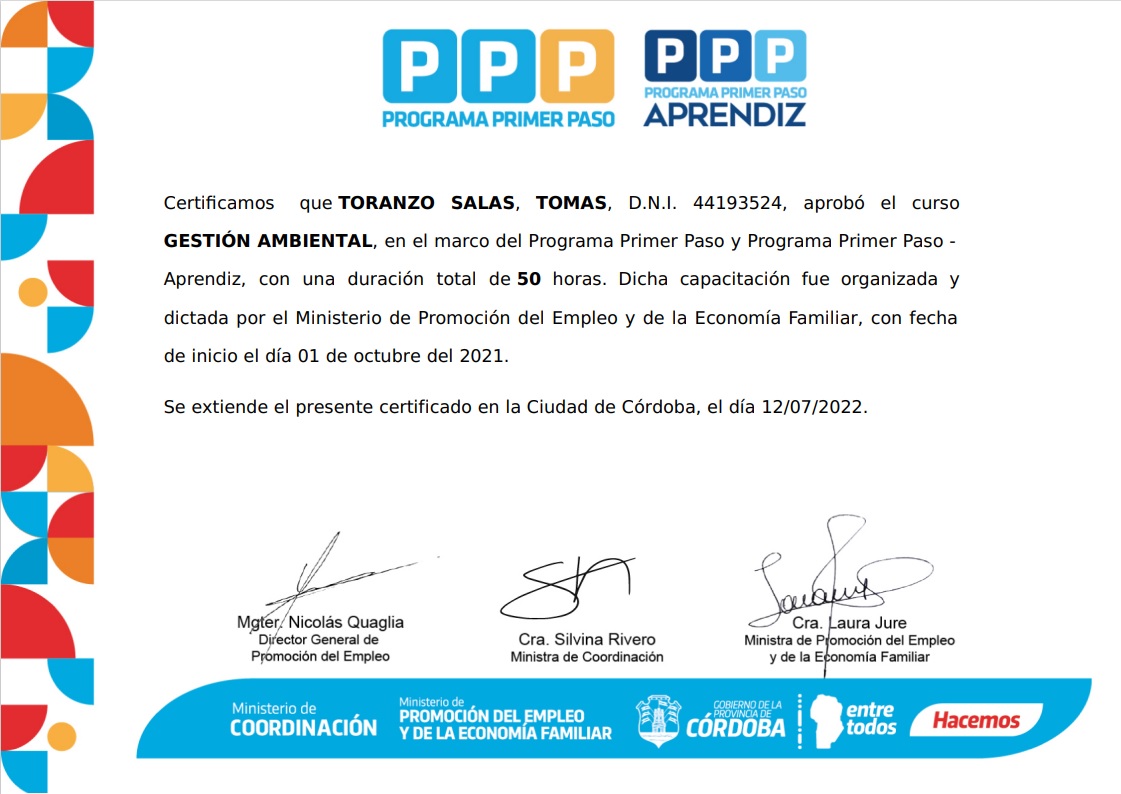 PPP PPP
PROGRAMA PRIMER PASO PROGRAMA PRIMER PASO
APRENDIZ
Certificamos que TORANZO SALAS, TOMAS, D.N.I. 44193524, aprobó el curso
GESTIÓN AMBIENTAL, en el marco del Programa Primer Paso y Programa Primer Paso -
Aprendiz, con una duración total de 50 horas. Dicha capacitación fue organizada y
dictada por el Ministerio de Promoción del Empleo y de la Economía Familiar, con fecha
de inicio el día 01 de octubre del 2021.
Se extiende el presente certificado en la Ciudad de Córdoba, el día 12/07/2022.
Mgter. Nicolás Quaglia
Director General de
Promoción del Empleo
Cra. Silvina Rivero
Ministra de Coordinación
Cra. Laura Jure
Ministra de Promoción del Empleo
y de la Economía Familiar
Ministerio de
COORDINACIÓN
Ministerio de
PROMOCIÓN DEL EMPLEO
Y DE LA ECONOMÍA FAMILIAR
GOBIERNO DE LA
PROVINCIA DE
CÓRDOBA
entre
todos
Hacemos